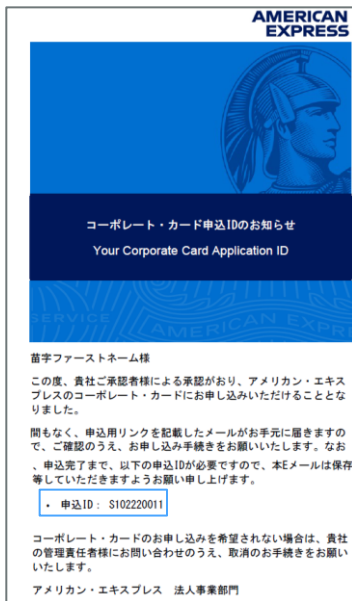 AMERICAN
EXPRESS
コーポレート・カード申込IDのお知らせ
Your Corporate Card Application ID
SERVICE
AMERICAN EXPRE
苗字ファーストネーム様
この度、貴社ご承認者様による承認がおり、アメリカン・エキス
プレスのコーポレート・カードにお申し込みいただけることとな
りました。
間もなく、申込用リンクを記載したメールがお手元に届きますの
で、ご確認のうえ、お申し込み手続きをお願いいたします。なお
、申込完了まで、以下の申込IDが必要ですので、本Eメールは保存
等していただきますようお願い申し上げます。
・ 申込ID： S102220011
コーポレート・カードのお申し込みを希望されない場合は、貴社
の管理責任者様にお問い合わせのうえ、取消のお手続きをお願い
いたします。
アメリカン・エキスプレス 法人事業部門